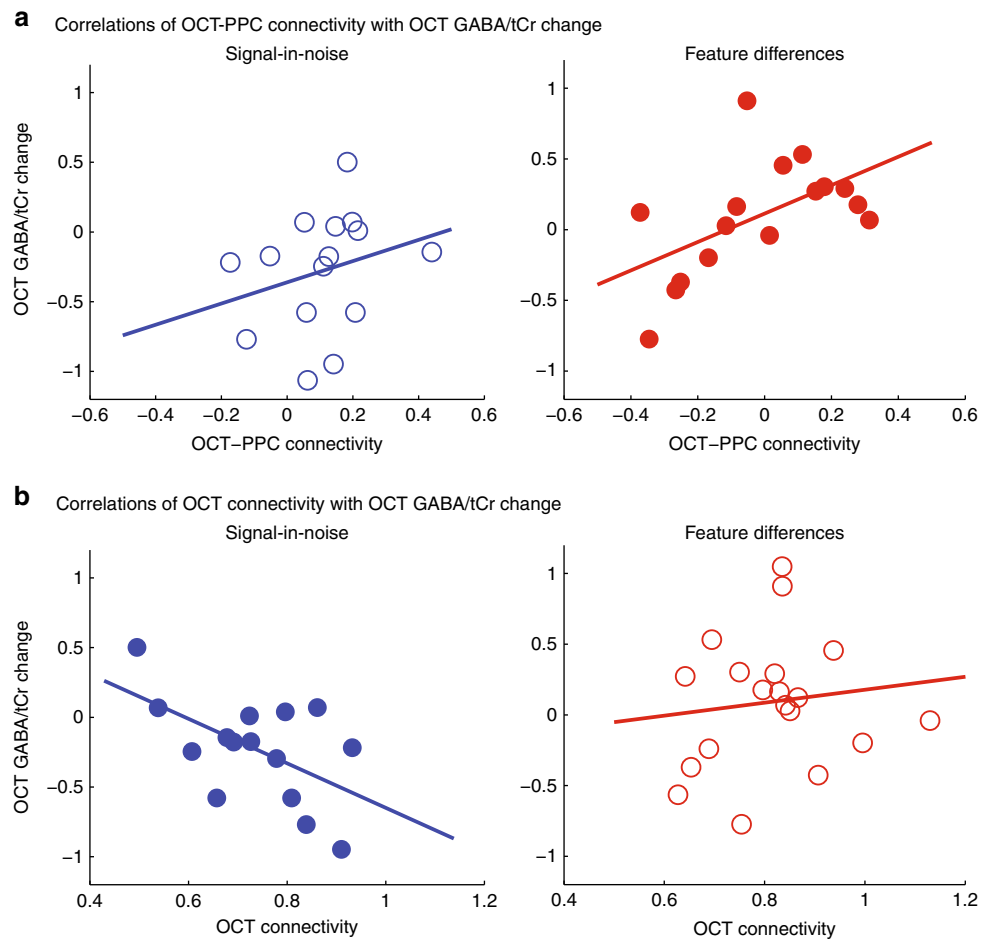 a
Correlations of OCT-PPC connectivity with OCT GABA/tCr change
Signal-in-noise
Feature differences
OCT GABA/tCr change
1
0.5
0
−0.5
−1
−0.6 −0.4 −0.2 0 0.2 0.4 0.6
OCT−PPC connectivity
1
0.5
0
−0.5
−1
−0.6 −0.4 −0.2 0 0.2 0.4 0.6
OCT−PPC connectivity
b
Correlations of OCT connectivity with OCT GABA/tCr change
Signal-in-noise
Feature differences
OCT GABA/tCr change
1
0.5
0
−0.5
−1
0.4 0.6 0.8 1 1.2
OCT connectivity
1
0.5
0
−0.5
−1
0.4 0.6 0.8 1 1.2
OCT connectivity